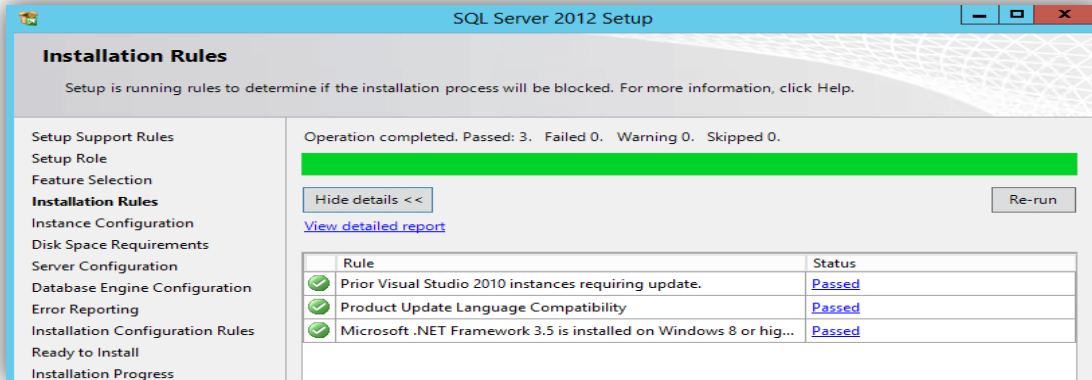 SQL Server 2012 Setup
Installation Rules
Setup is running rules to determine if the installation process will be blocked. For more information, click Help.
Setup Support Rules
Setup Role
Feature Selection
Installation Rules
Instance Configuration
Disk Space Requirements
Server Configuration
Database Engine Configuration
Error Reporting
Installation Configuration Rules
Ready to Install
Installation Progress
Operation completed. Passed: 3. Failed 0. Warning 0. Skipped 0.
Hide details <<
Re-run
View detailed report
Rule Status
Prior Visual Studio 2010 instances requiring update. Passed
Product Update Language Compatibility Passed
Microsoft .NET Framework 3.5 is installed on Windows 8 or hig... Passed